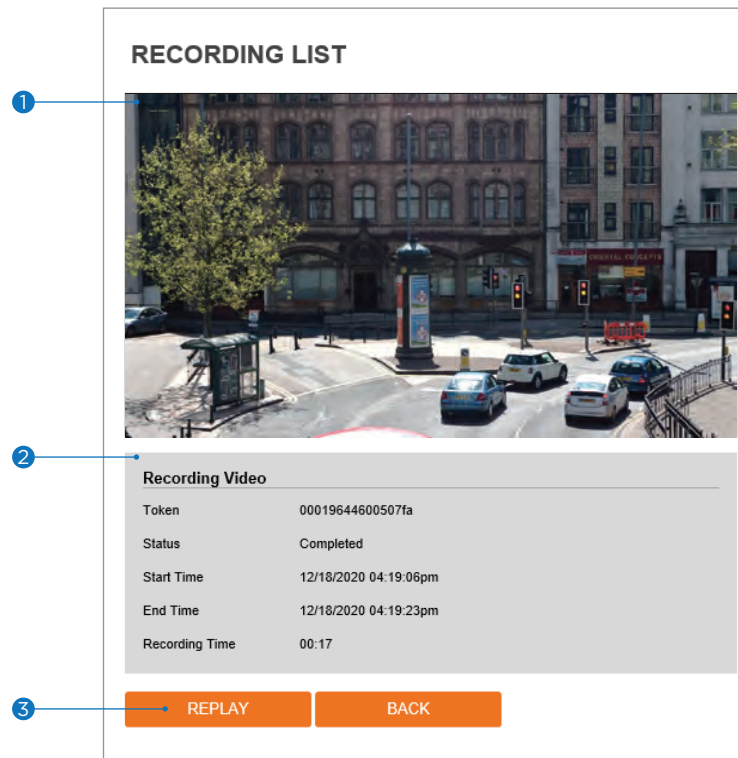 RECORDING LIST
1
ORIENTAL CONCEPTS
2
Recording Video
Token 00019644600507fa
Status Completed
Start Time 12/18/2020 04:19:06pm
End Time 12/18/2020 04:19:23pm
Recording Time 00:17
3
REPLAY BACK